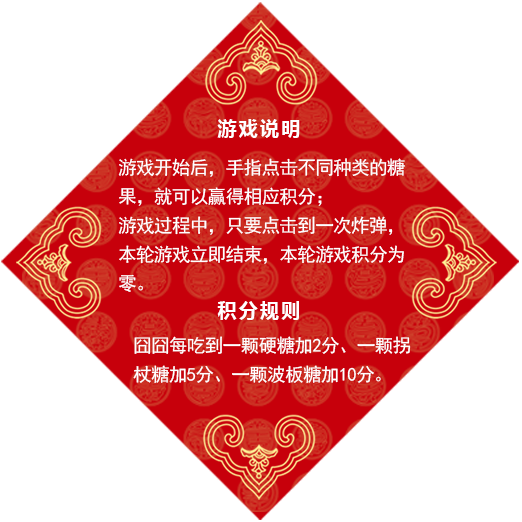 游戏说明
游戏开始后，手指点击不同种类的糖
果，就可以赢得相应积分；
游戏过程中，只要点击到一次炸弹，
本轮游戏立即结束，本轮游戏积分为
零。
积分规则
囧囧每吃到一颗硬糖加2分、一颗拐
杖糖加5分、一颗波板糖加10分。